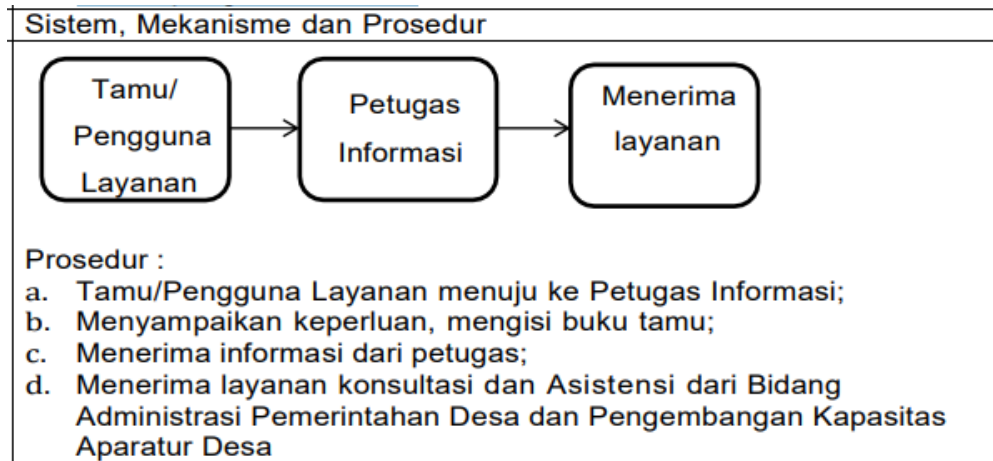 Sistem, Mekanisme dan Prosedur
Tamu/
Pengguna
Layanan
Petugas
Informasi
Menerima
layanan
Prosedur :
a. Tamu/Pengguna Layanan menuju ke Petugas Informasi;
b. Menyampaikan keperluan, mengisi buku tamu;
c. Menerima informasi dari petugas;
d. Menerima layanan konsultasi dan Asistensi dari Bidang
Administrasi Pemerintahan Desa dan Pengembangan Kapasitas
Aparatur Desa